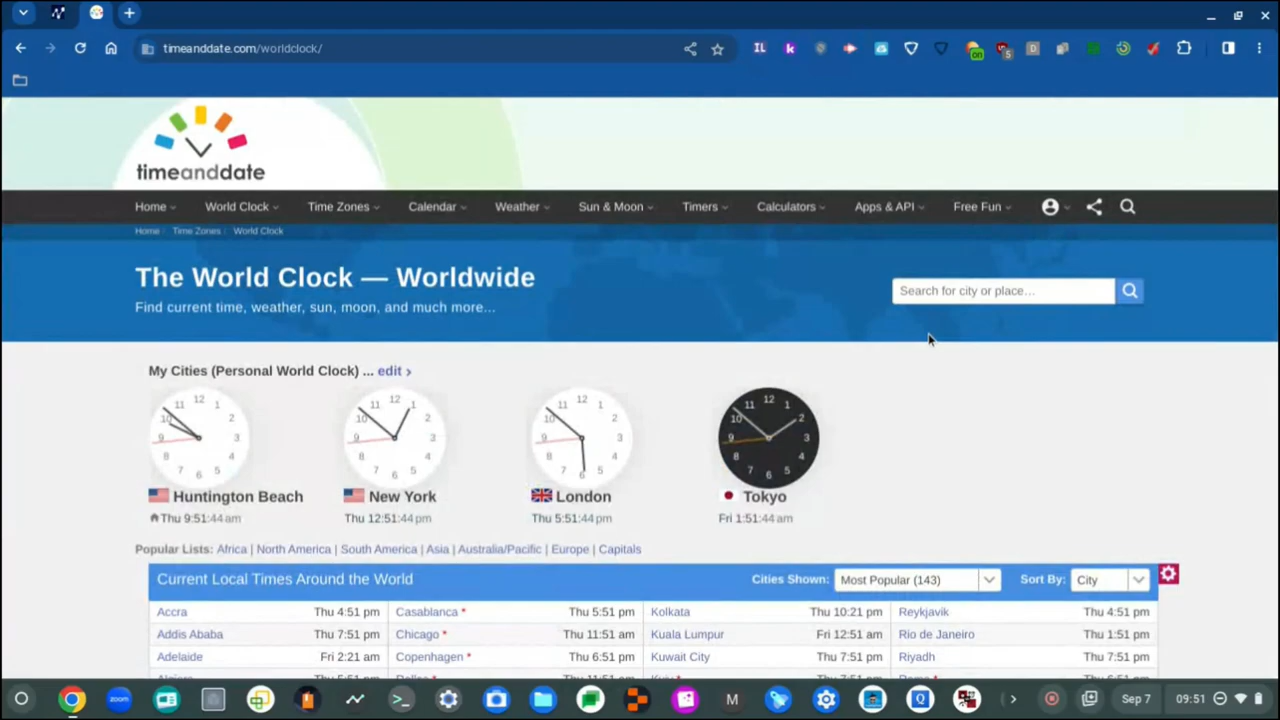 timeanddate.com/worldclock/
timeanddate
Home World Clock Time Zones Calendar Weather Sun & Moon Timers Calculators Apps & API Free Fun
Home / Time Zones / World Clock
The World Clock — Worldwide
Find current time, weather, sun, moon, and much more...
Search for city or place...
My Cities (Personal World Clock) ... edit ›
Huntington Beach New York London Tokyo
Thu 9:51:44 am Thu 12:51:44 pm Thu 5:51:44 pm Fri 1:51:44 am
Popular Lists: Africa | North America | South America | Asia | Australia/Pacific | Europe | Capitals
Current Local Times Around the World Cities Shown: Most Popular (143) Sort By: City
Accra Thu 4:51 pm Casablanca * Thu 5:51 pm Kolkata Thu 10:21 pm Reykjavik Thu 4:51 pm
Addis Ababa Thu 7:51 pm Chicago * Thu 11:51 am Kuala Lumpur Fri 12:51 am Rio de Janeiro Thu 1:51 pm
Adelaide Fri 2:21 am Copenhagen * Thu 6:51 pm Kuwait City Thu 7:51 pm Riyadh Thu 7:51 pm
Sep 7 09:51